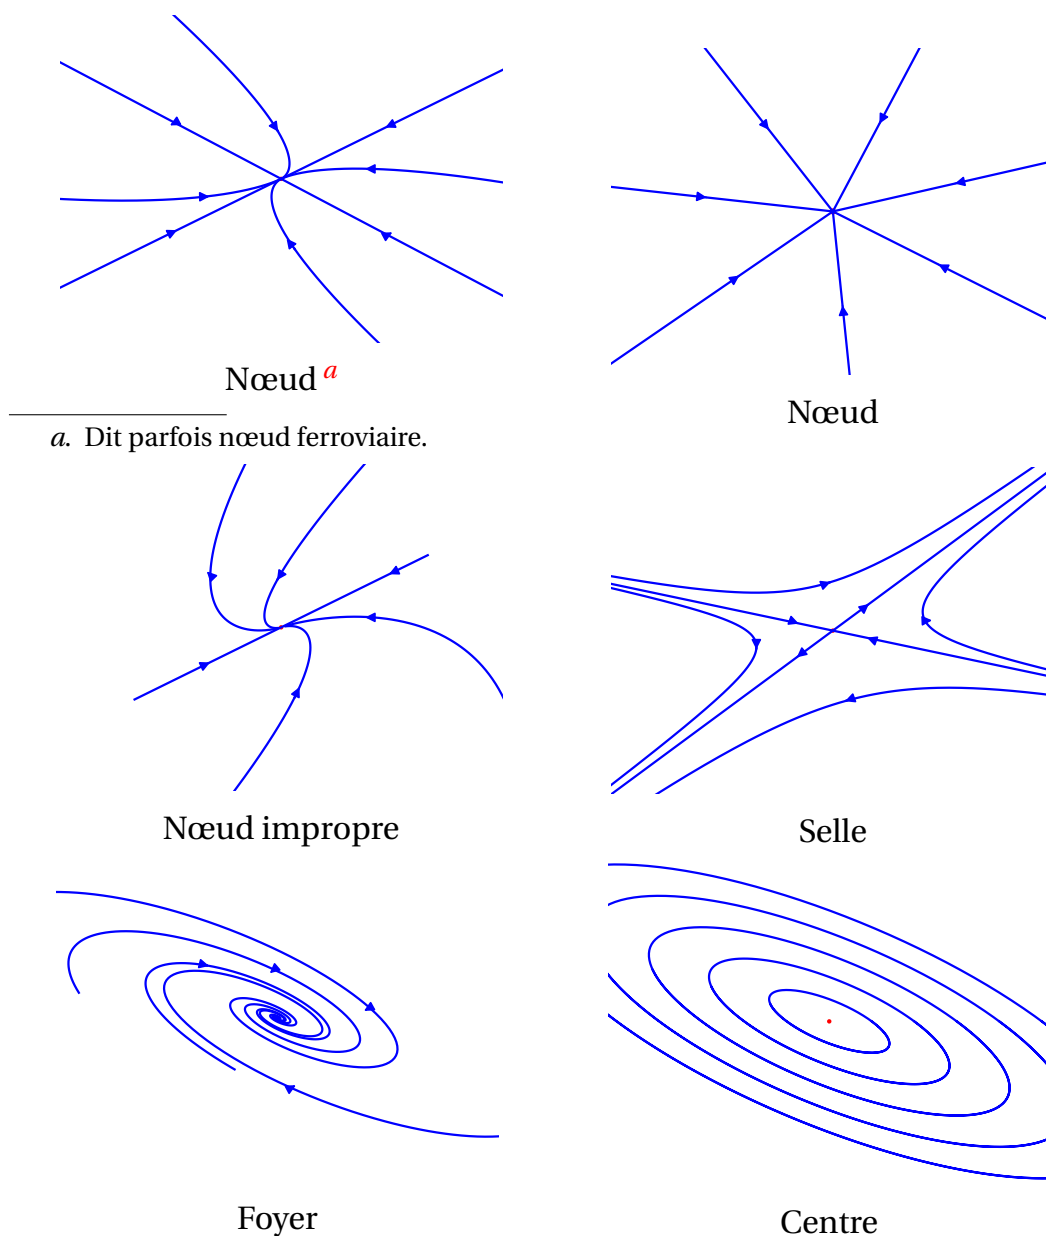 Nœud a
Nœud
a. Dit parfois nœud ferroviaire.
Nœud impropre
Selle
Foyer
Centre